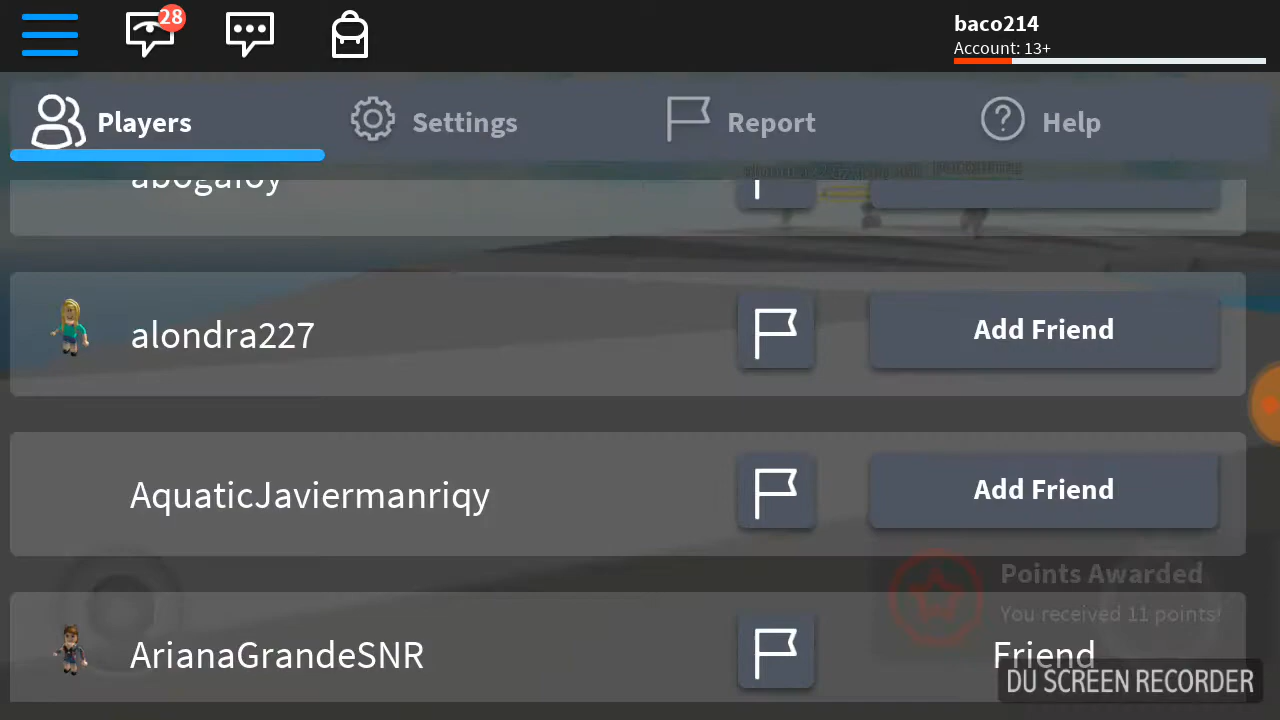 28
baco214
Account: 13+
Players
Settings
Report
Help
alondra227
Add Friend
AquaticJaviermanriqy
Add Friend
Points Awarded
You received 11 points!
ArianaGrandeSNR
Friend
DU SCREEN RECORDER